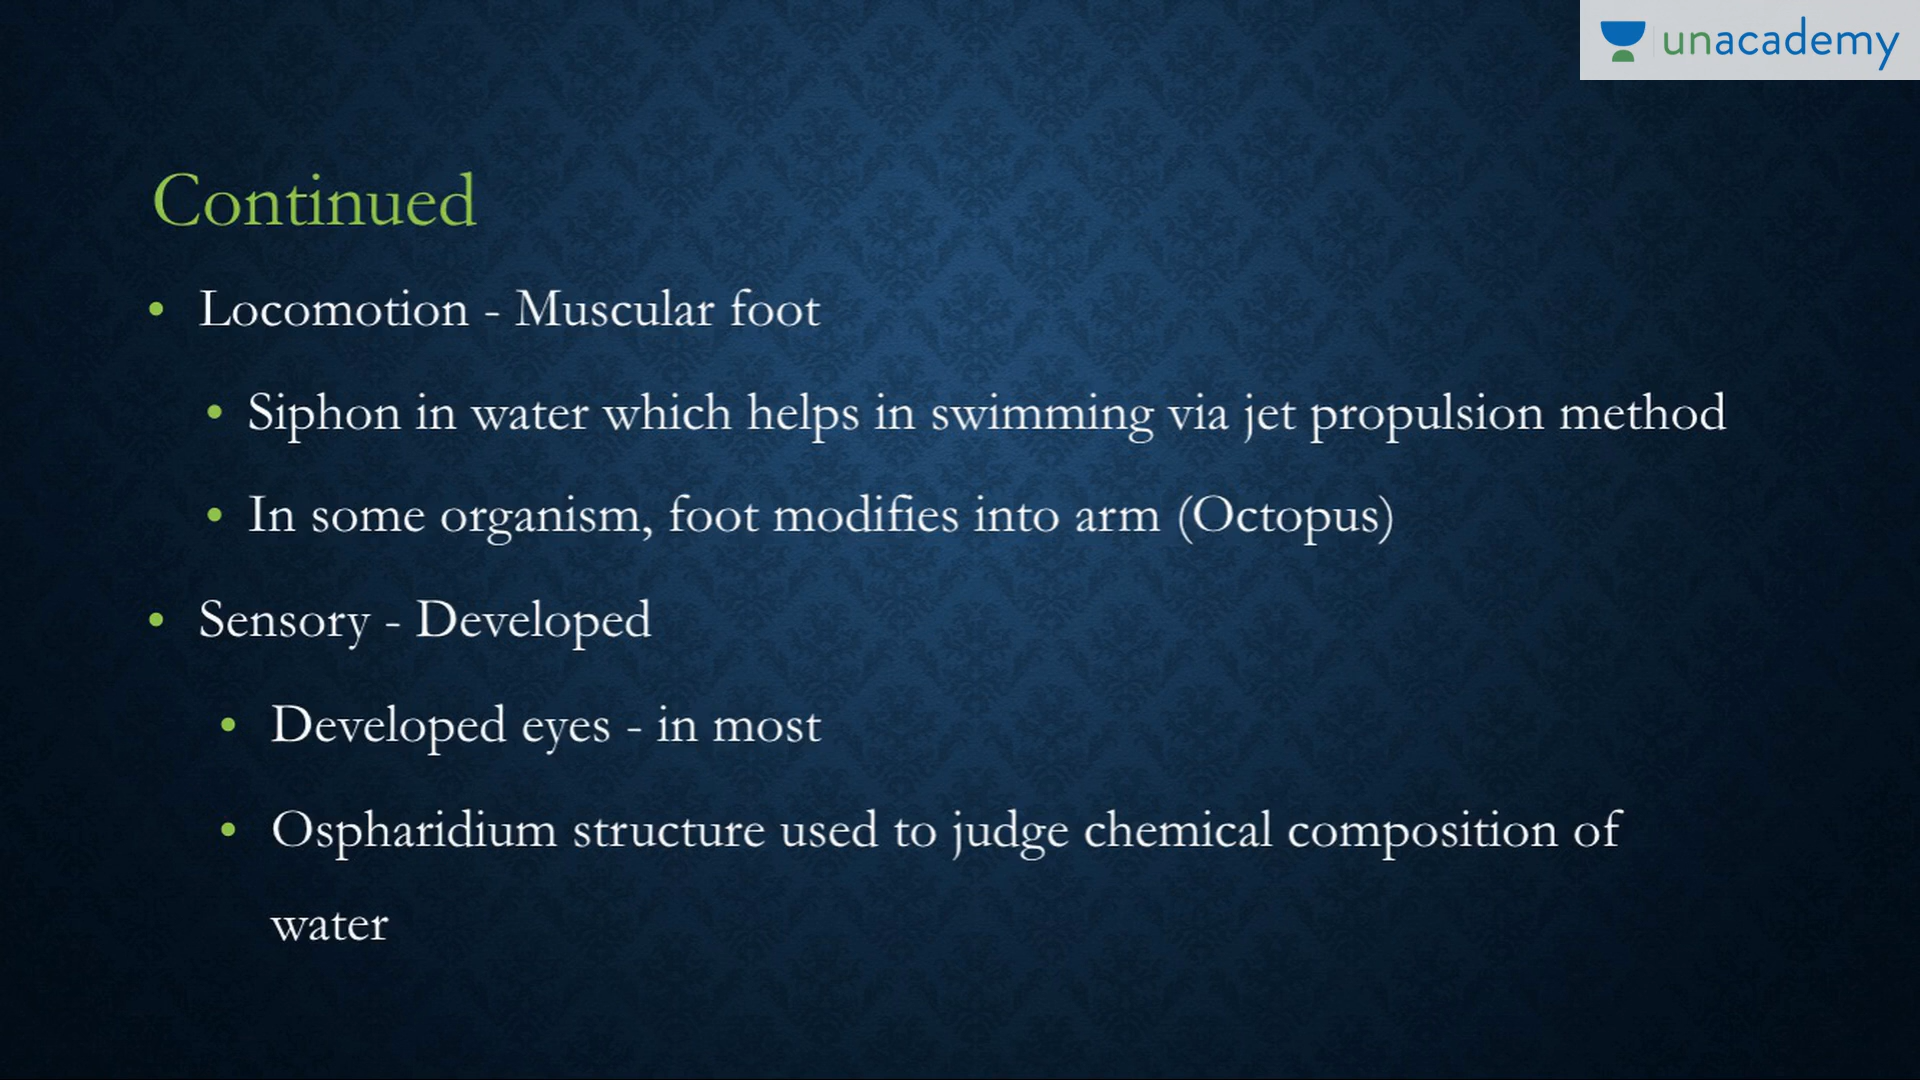 unacademy
Continued
• Locomotion - Muscular foot
• Siphon in water which helps in swimming via jet propulsion method
• In some organism, foot modifies into arm (Octopus)
• Sensory - Developed
• Developed eyes - in most
• Ospharidium structure used to judge chemical composition of
water